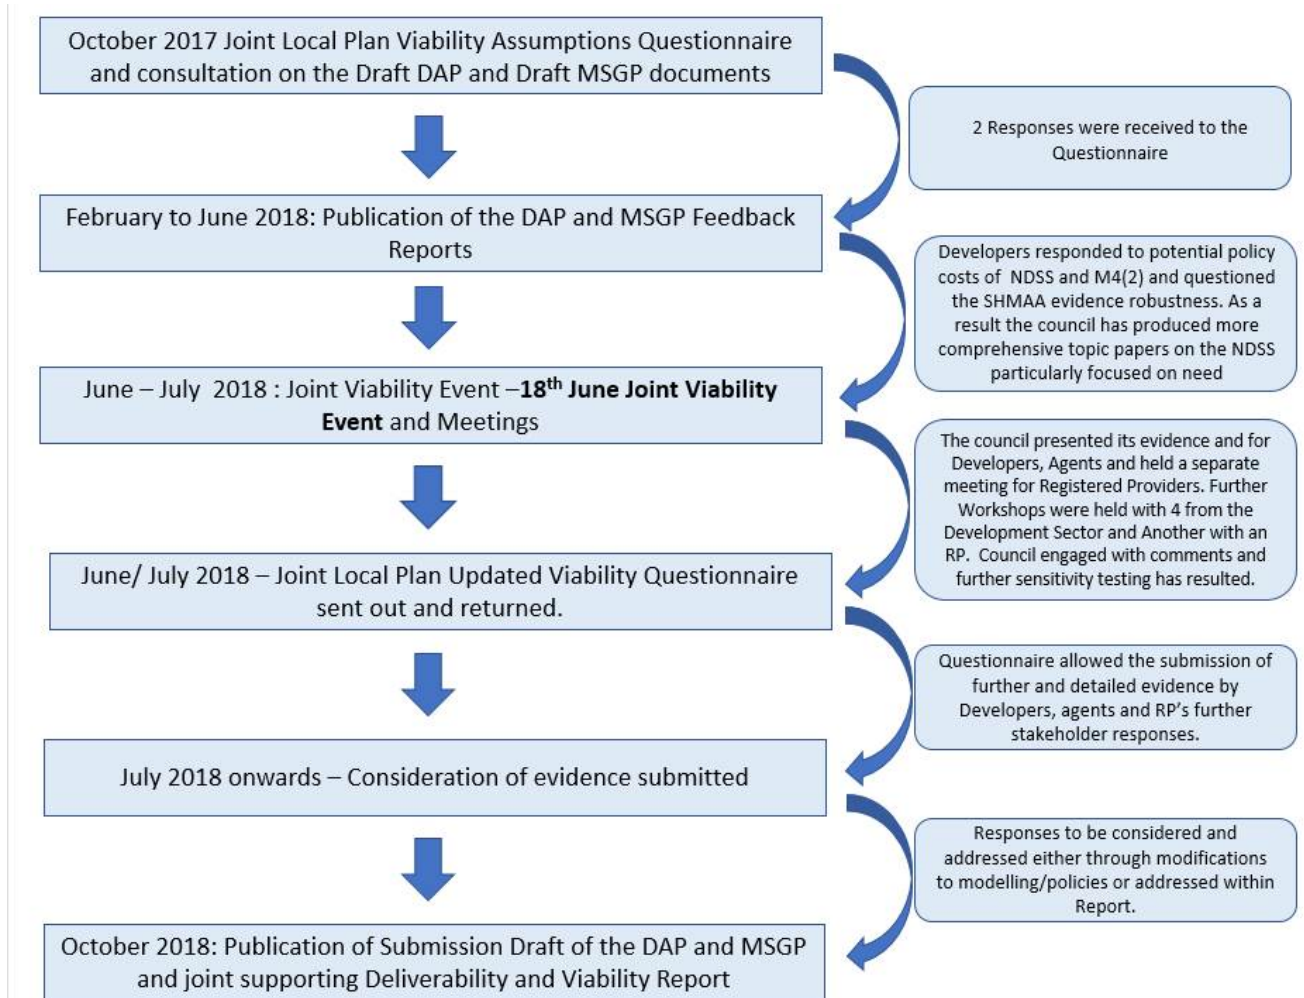 October 2017 Joint Local Plan Viability Assumptions Questionnaire
and consultation on the Draft DAP and Draft MSGP documents
2 Responses were received to the
Questionnaire
February to June 2018: Publication of the DAP and MSGP Feedback
Reports
Developers responded to potential policy
costs of NDSS and M4(2) and questioned
the SHMAA evidence robustness. As a
result the council has produced more
comprehensive topic papers on the NDSS
particularly focused on need
June – July 2018 : Joint Viability Event –18th June Joint Viability
Event and Meetings
The council presented its evidence and for
Developers, Agents and held a separate
meeting for Registered Providers. Further
Workshops were held with 4 from the
Development Sector and Another with an
RP. Council engaged with comments and
further sensitivity testing has resulted.
June/ July 2018 – Joint Local Plan Updated Viability Questionnaire
sent out and returned.
Questionnaire allowed the submission of
further and detailed evidence by
Developers, agents and RP's further
stakeholder responses.
July 2018 onwards – Consideration of evidence submitted
Responses to be considered and
addressed either through modifications
to modelling/policies or addressed within
Report.
October 2018: Publication of Submission Draft of the DAP and MSGP
and joint supporting Deliverability and Viability Report